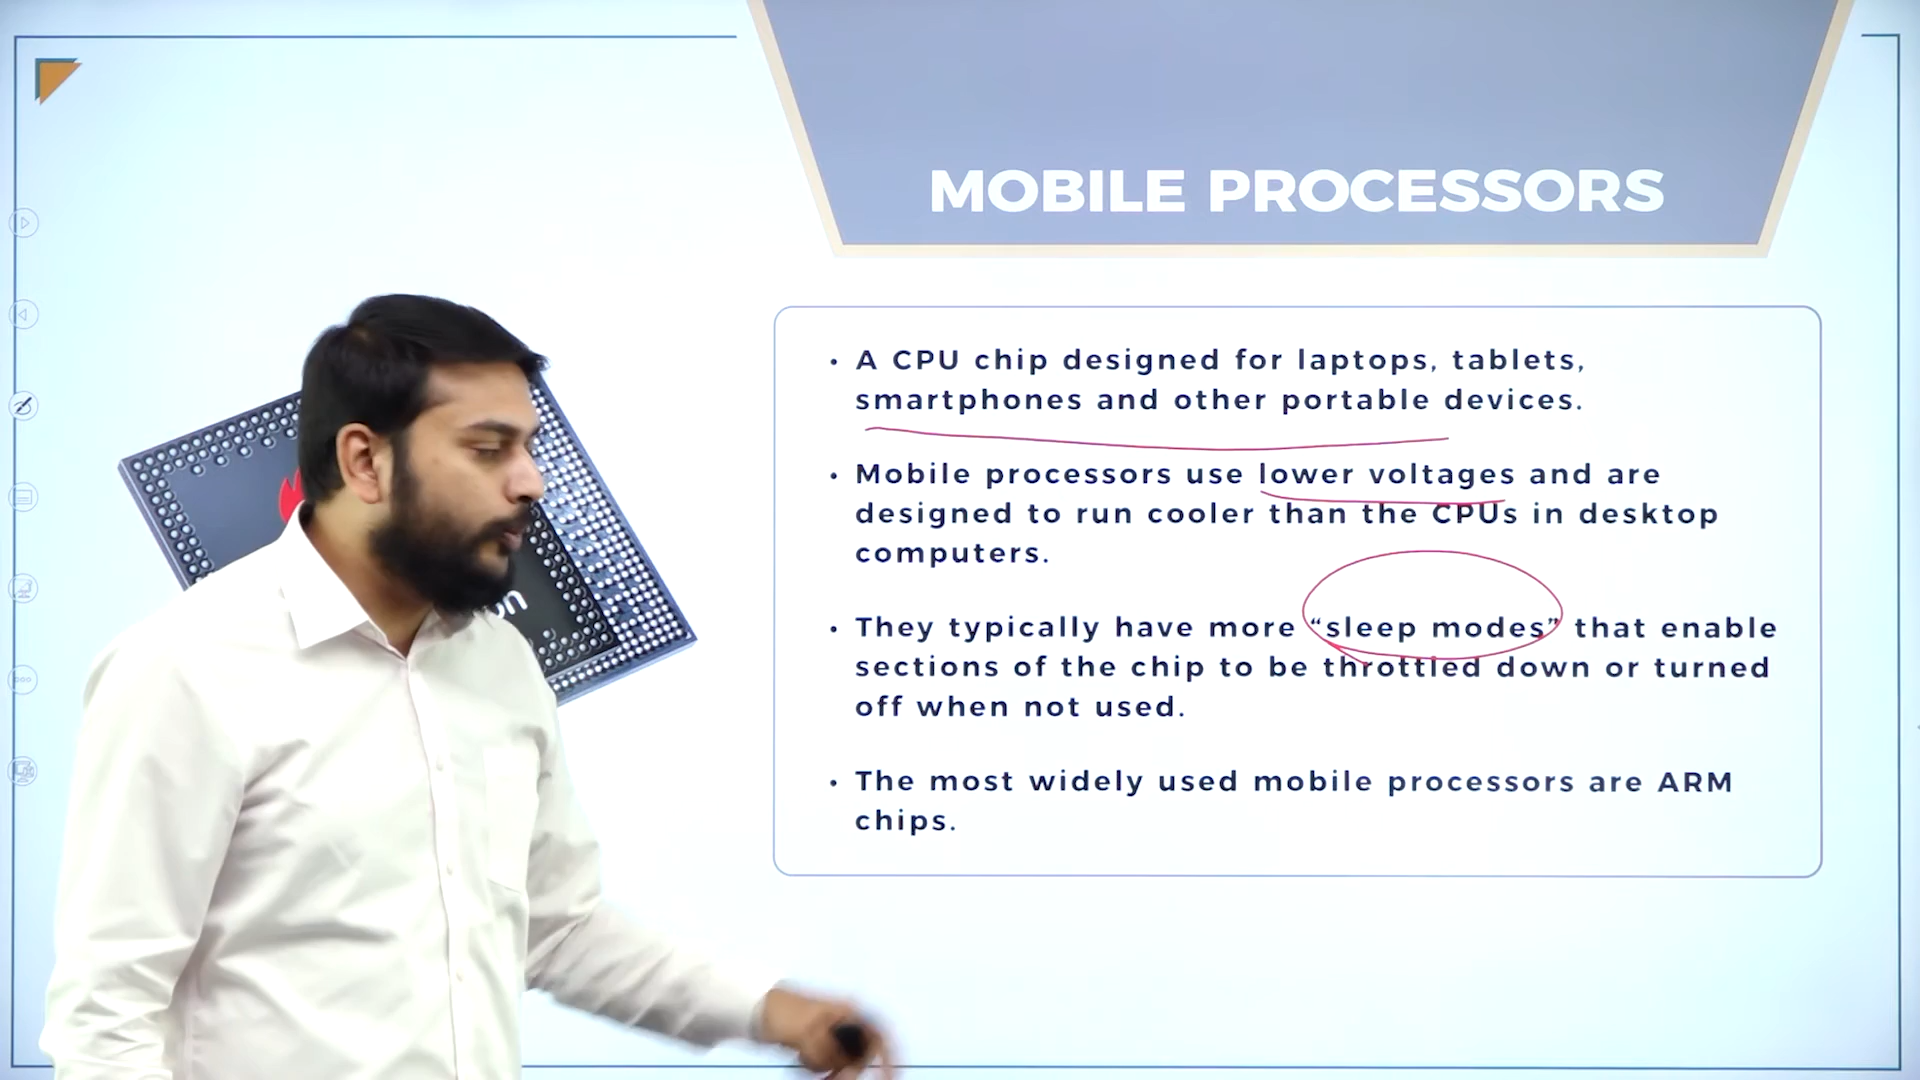 MOBILE PROCESSORS
• A CPU chip designed for laptops, tablets,
smartphones and other portable devices.
• Mobile processors use lower voltages and are
designed to run cooler than the CPUs in desktop
computers.
• They typically have more “sleep modes” that enable
sections of the chip to be throttled down or turned
off when not used.
• The most widely used mobile processors are ARM
chips.